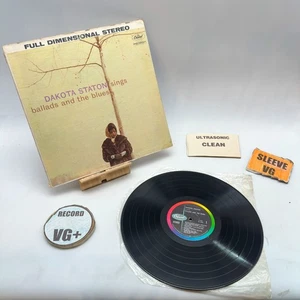 FULL DIMENSIONAL STEREO
DAKOTA STATON sings
ballads and the blues
ULTRASONIC
CLEAN
SLEEVE
VG
RECORD
VG+